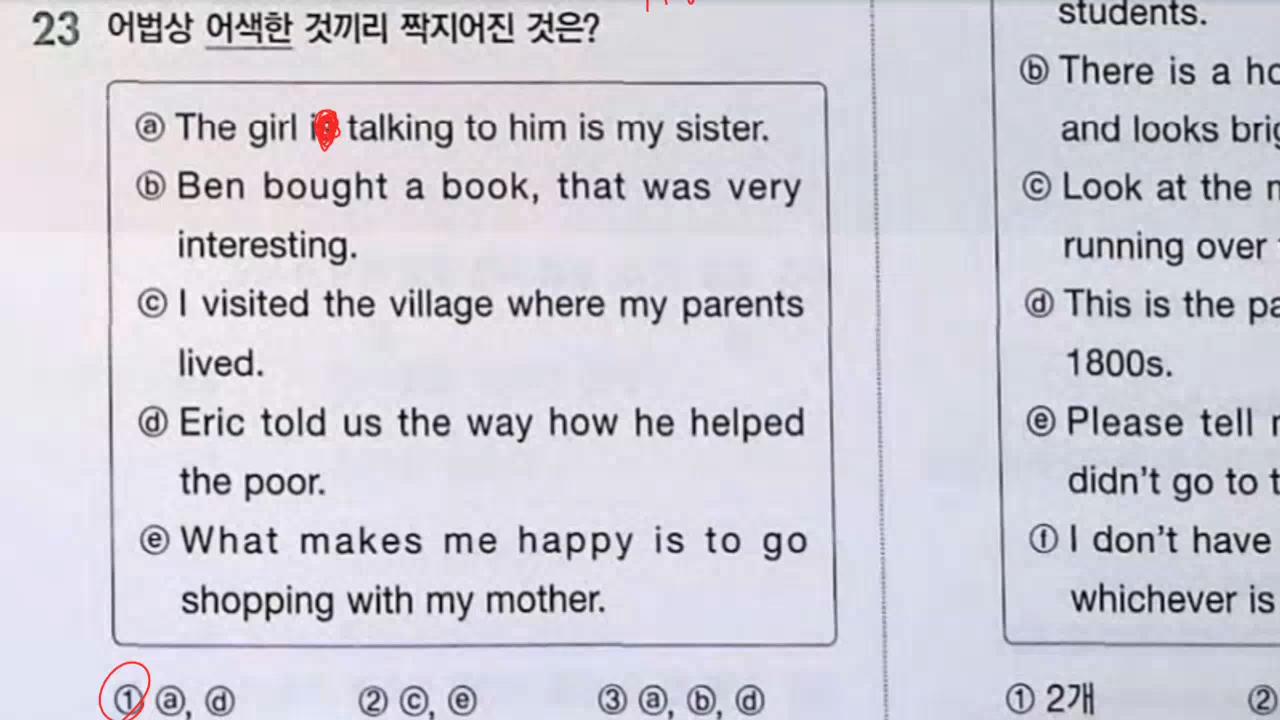 23 어법상 어색한 것끼리 짝지어진 것은?
ⓐ The girl is talking to him is my sister.
ⓑ Ben bought a book, that was very
interesting.
ⓒ I visited the village where my parents
lived.
ⓓ Eric told us the way how he helped
the poor.
ⓔ What makes me happy is to go
shopping with my mother.
① ⓐ, ⓓ ② ⓒ, ⓔ ③ ⓐ, ⓑ, ⓓ
students.
ⓑ There is a
and looks
ⓒ Look at the
running over
ⓓ This is the
1800s.
ⓔ Please tell
didn't go to
ⓕ I don't have
whichever is
① 2개 ②